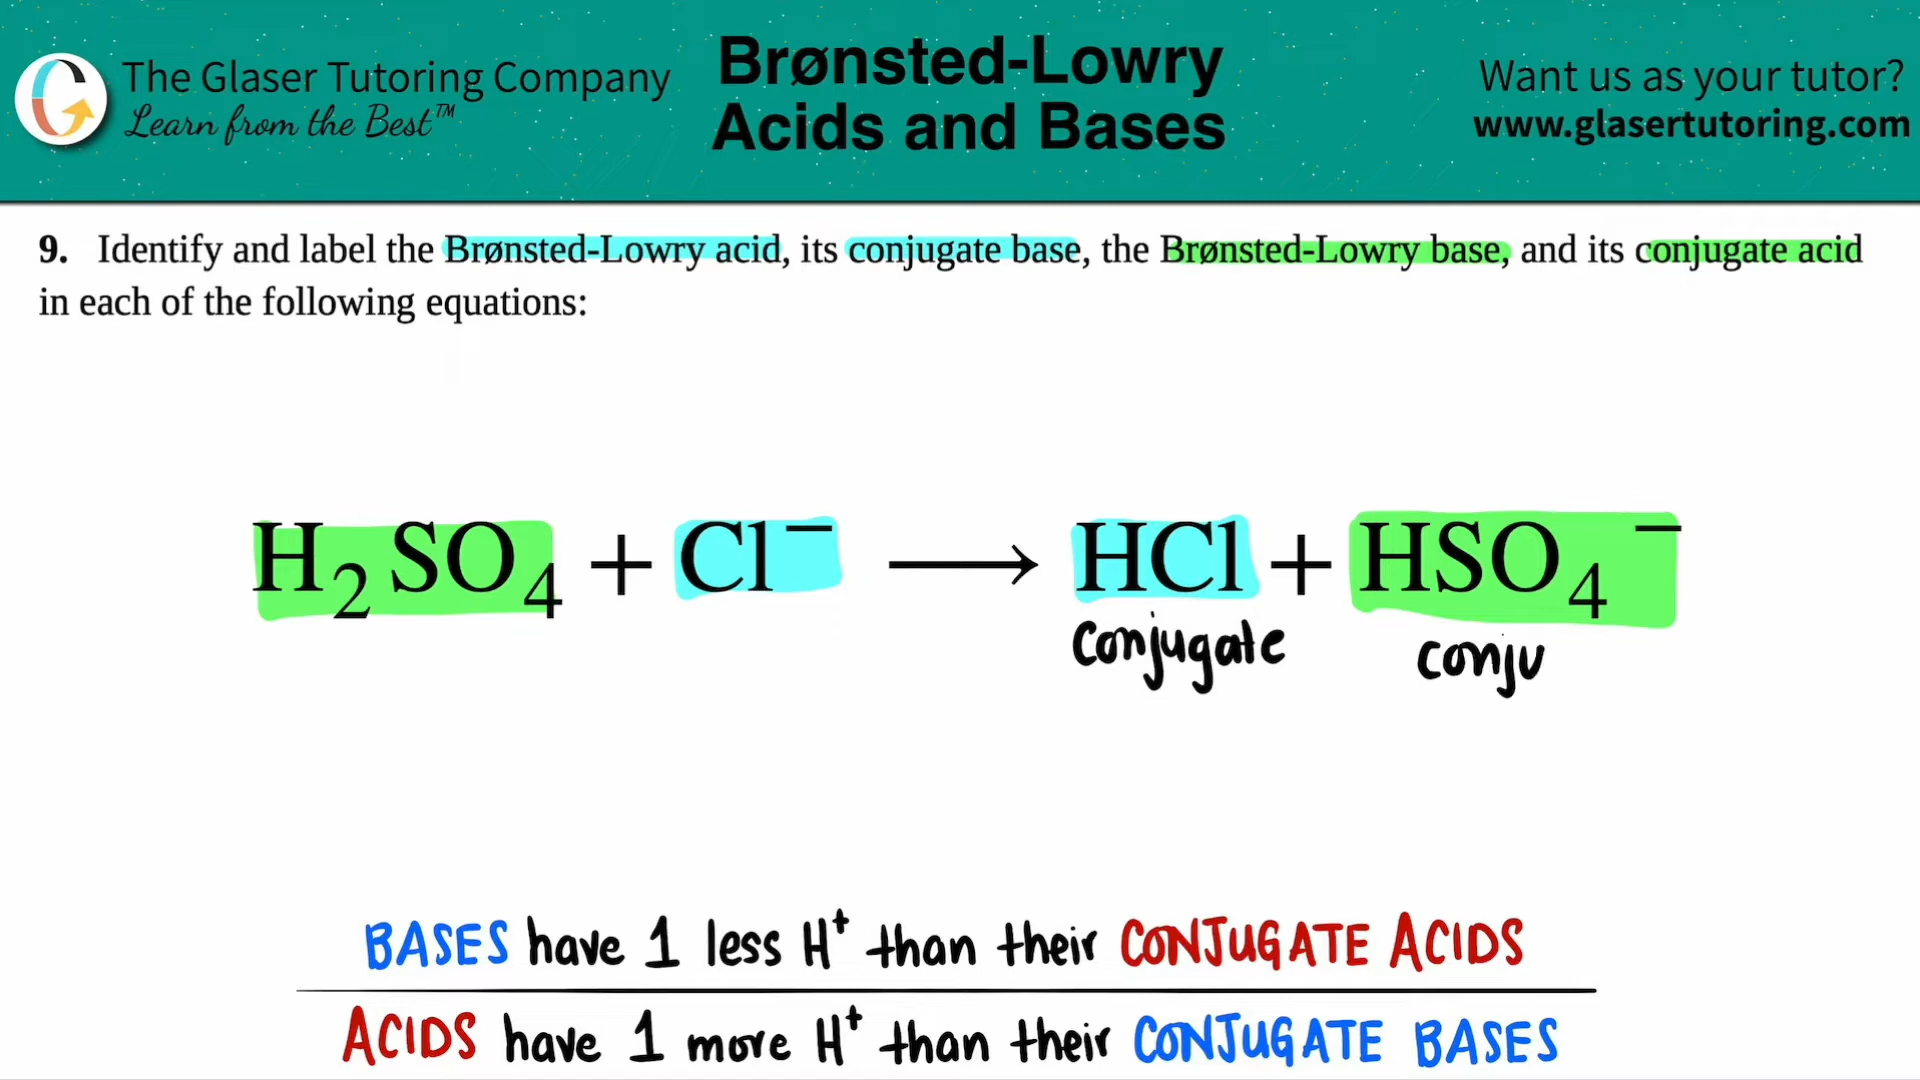 The Glaser Tutoring Company
Learn from the Best™
Brønsted-Lowry
Acids and Bases
Want us as your tutor?
www.glasertutoring.com
9. Identify and label the Brønsted-Lowry acid, its conjugate base, the Brønsted-Lowry base, and its conjugate acid
in each of the following equations:
H₂SO₄ + Cl⁻ ⟶ HCl + HSO₄⁻
conjugate conju
BASES have 1 less H⁺ than their CONJUGATE ACIDS
ACIDS have 1 more H⁺ than their CONJUGATE BASES